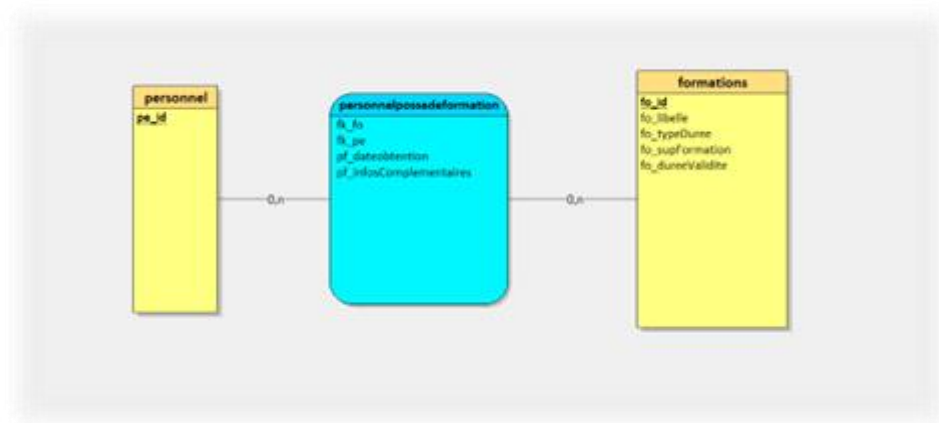 personnel
pe_id
0,n
personnelpossedeformation
fk_fo
fk_pe
pf_dateobtention
pf_infosComplementaires
0,n
formations
fo_id
fo_libelle
fo_typeDuree
fo_supFormation
fo_dureeValidite